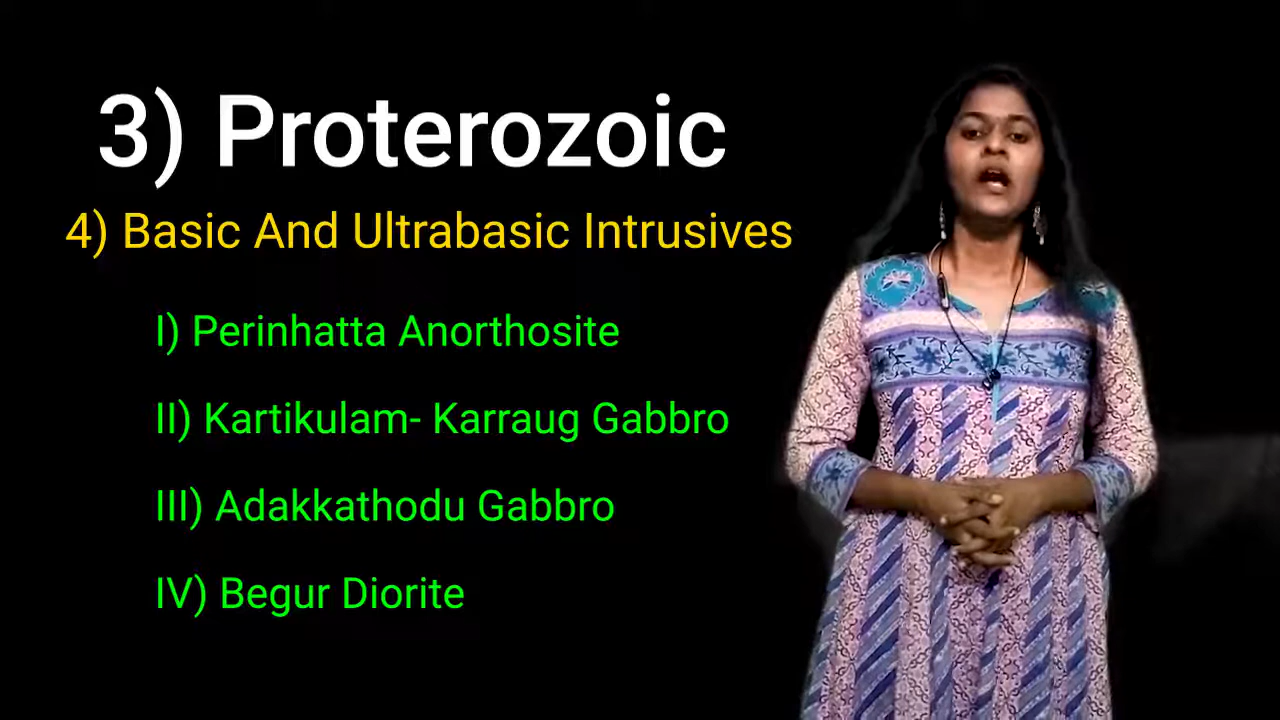 3) Proterozoic
4) Basic And Ultrabasic Intrusives
I) Perinhatta Anorthosite
II) Kartikulam- Karraug Gabbro
III) Adakkathodu Gabbro
IV) Begur Diorite